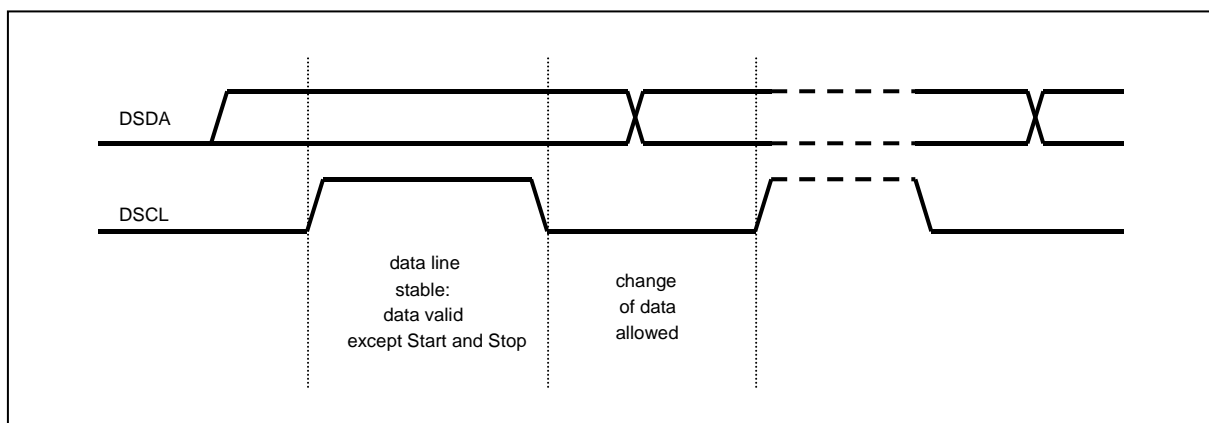 DSDA
DSCL
data line
stable:
data valid
except Start and Stop
change
of data
allowed